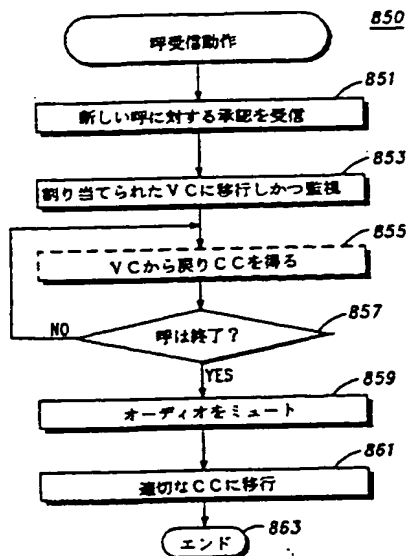 850
呼受信動作
851
新しい呼に対する承認を受信
853
割り当てられたVCに移行しかつ監視
855
VCから戻りCCを得る
857
呼は終了?
NO
YES
859
オーディオをミュート
861
適切なCCに移行
エンド
863